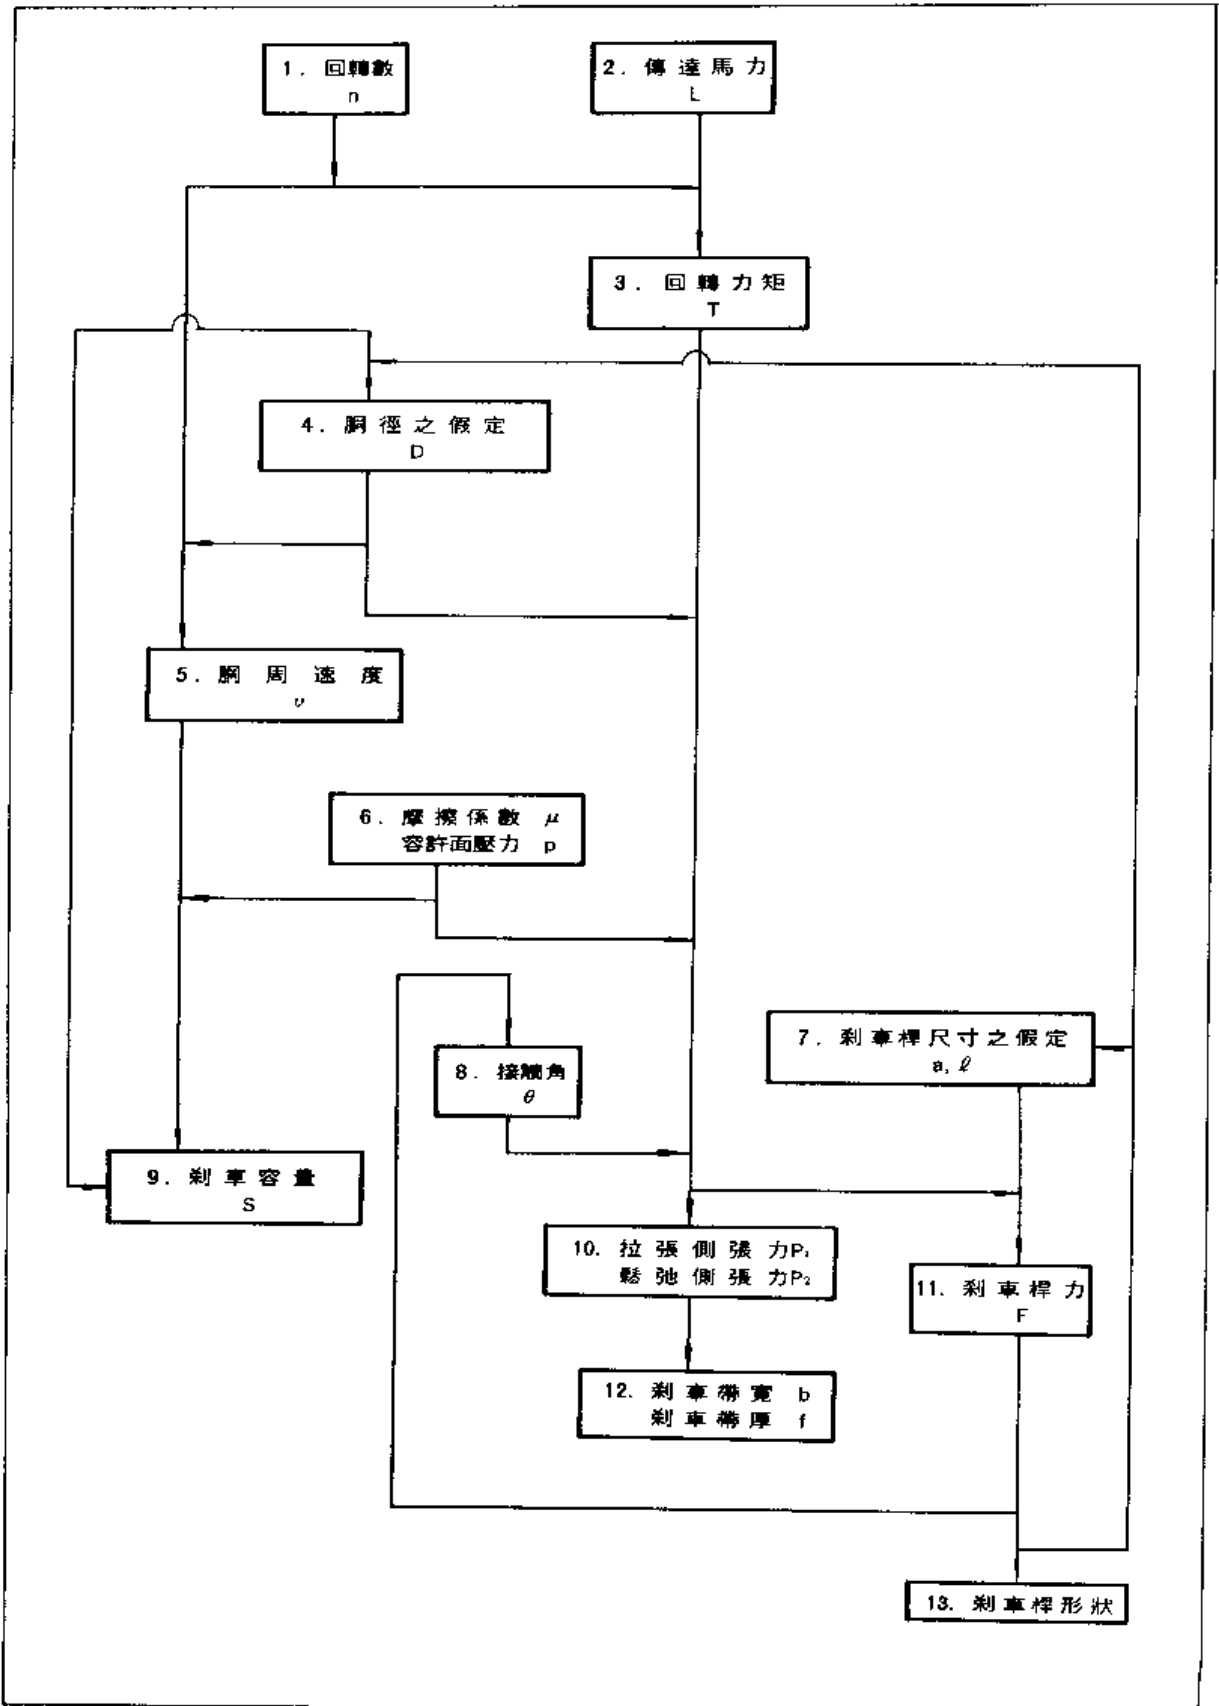 1. 回轉數
n
2. 傳達馬力
L
3. 回轉力矩
T
4. 胴徑之假定
D
5. 胴周速度
υ
6. 摩擦係數 μ
容許面壓力 p
7. 剎車桿尺寸之假定
a, ℓ
8. 接觸角
θ
9. 剎車容量
S
10. 拉張側張力P₁
鬆弛側張力P₂
11. 剎車桿力
F
12. 剎車帶寬 b
剎車帶厚 f
13. 剎車桿形狀